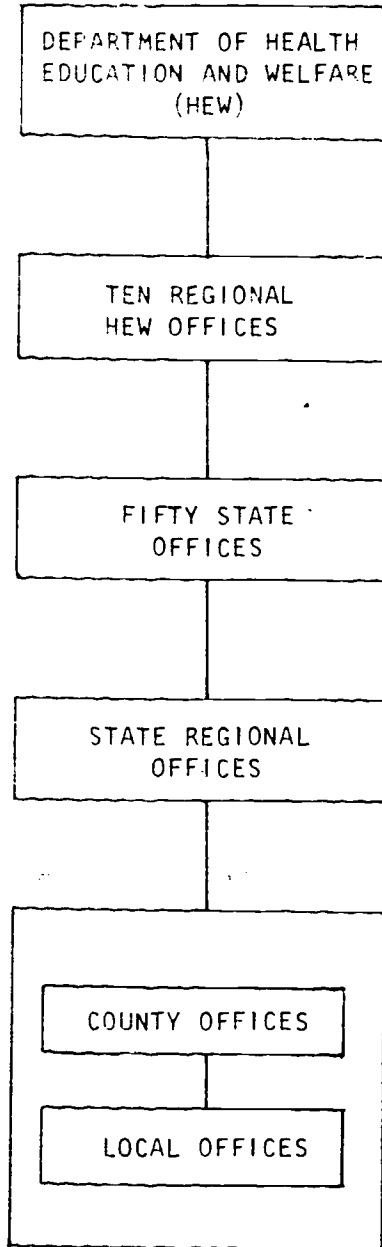 DEPARTMENT OF HEALTH
EDUCATION AND WELFARE
(HEW)
TEN REGIONAL
HEW OFFICES
FIFTY STATE
OFFICES
STATE REGIONAL
OFFICES
COUNTY OFFICES
LOCAL OFFICES